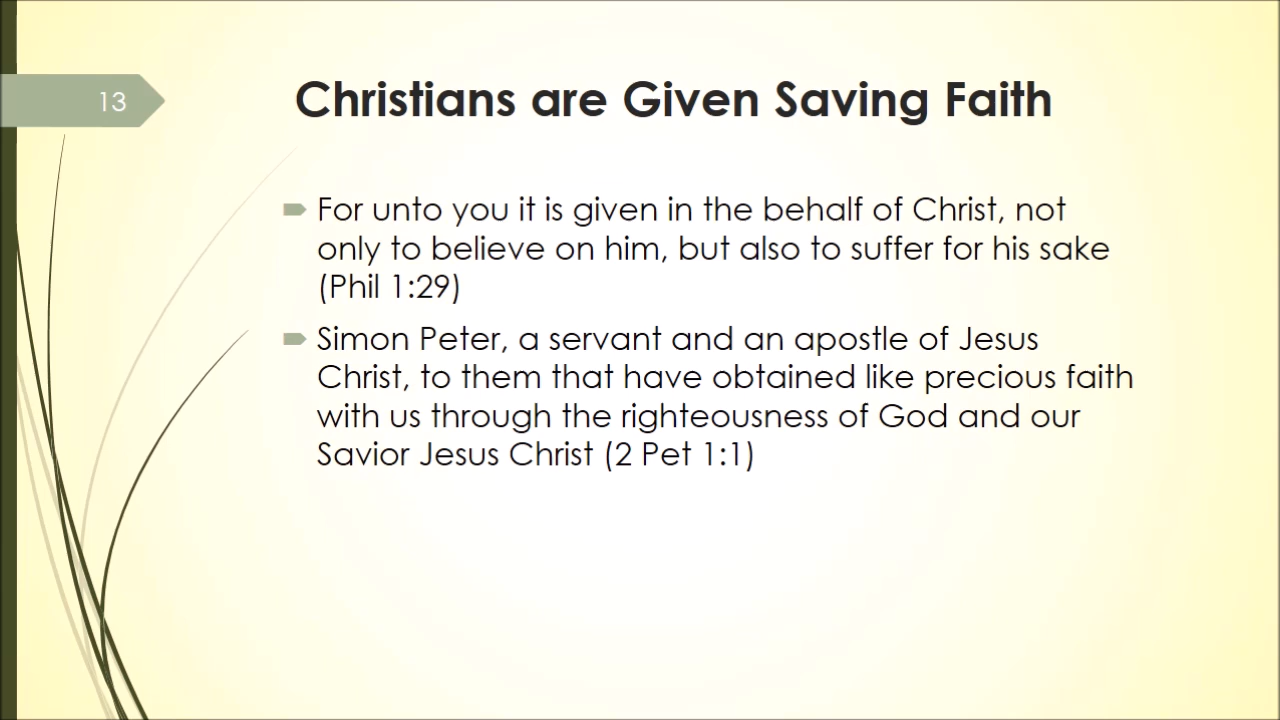 13
Christians are Given Saving Faith
For unto you it is given in the behalf of Christ, not
only to believe on him, but also to suffer for his sake
(Phil 1:29)
Simon Peter, a servant and an apostle of Jesus
Christ, to them that have obtained like precious faith
with us through the righteousness of God and our
Savior Jesus Christ (2 Pet 1:1)